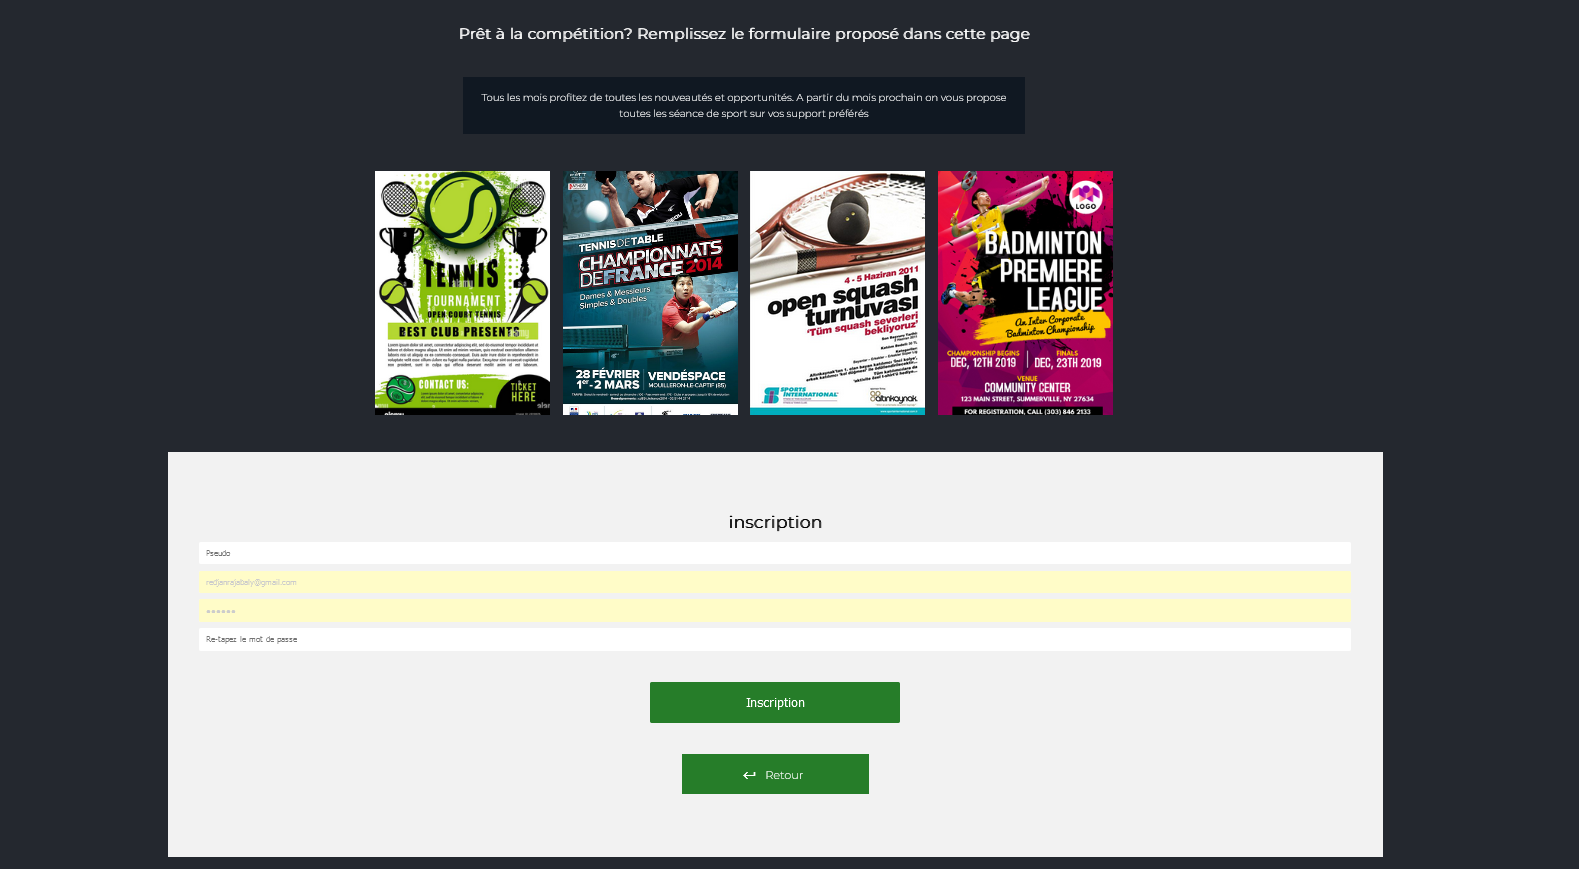 Prêt à la compétition? Remplissez le formulaire proposé dans cette page
Tous les mois profitez de toutes les nouveautés et opportunités. A partir du mois prochain on vous propose
toutes les séance de sport sur vos support préférés
TENNIS
TOURNAMENT
OPEN COURT TENNIS
BEST CLUB PRESENTS
CONTACT US:
TICKET
HERE
TENNIS DE TABLE
CHAMPIONNATS
DE FRANCE 2014
Dames & Messieurs
Simples & Doubles
28 FÉVRIER
1er - 2 MARS
VENDÉSPACE
MOUILLERON-LE-CAPTIF (85)
4 - 5 Haziran 2011
open squash
turnuvası
'Tüm squash severleri
bekliyoruz'
SPORTS
INTERNATIONAL
altınkaynak
LOGO
BADMINTON
PREMIERE
LEAGUE
An Inter Corporate
Badminton Championship
CHAMPIONSHIP BEGINS
DEC, 12TH 2019
FINALS
DEC, 23TH 2019
VENUE
COMMUNITY CENTER
123 MAIN STREET, SUMMERVILLE, NY 27634
FOR REGISTRATION, CALL (303) 846 2133
inscription
Pseudo
redjanrajabaly@gmail.com
Re-tapez le mot de passe
Inscription
Retour